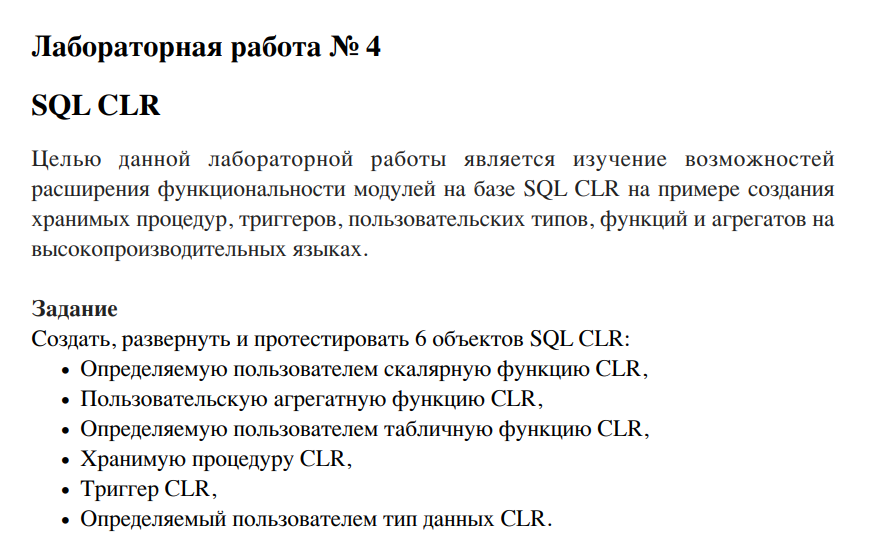 Лабораторная работа № 4
SQL CLR
Целью данной лабораторной работы является изучение возможностей
расширения функциональности модулей на базе SQL CLR на примере создания
хранимых процедур, триггеров, пользовательских типов, функций и агрегатов на
высокопроизводительных языках.
Задание
Создать, развернуть и протестировать 6 объектов SQL CLR:
• Определяемую пользователем скалярную функцию CLR,
• Пользовательскую агрегатную функцию CLR,
• Определяемую пользователем табличную функцию CLR,
• Хранимую процедуру CLR,
• Триггер CLR,
• Определяемый пользователем тип данных CLR.